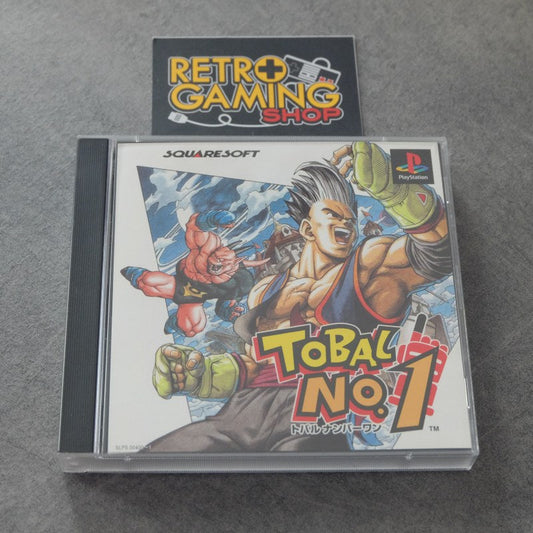 RETRO
GAMING
SHOP
SQUARESOFT
PlayStation
TOBAL
NO.1
TM
トバルナンバーワン